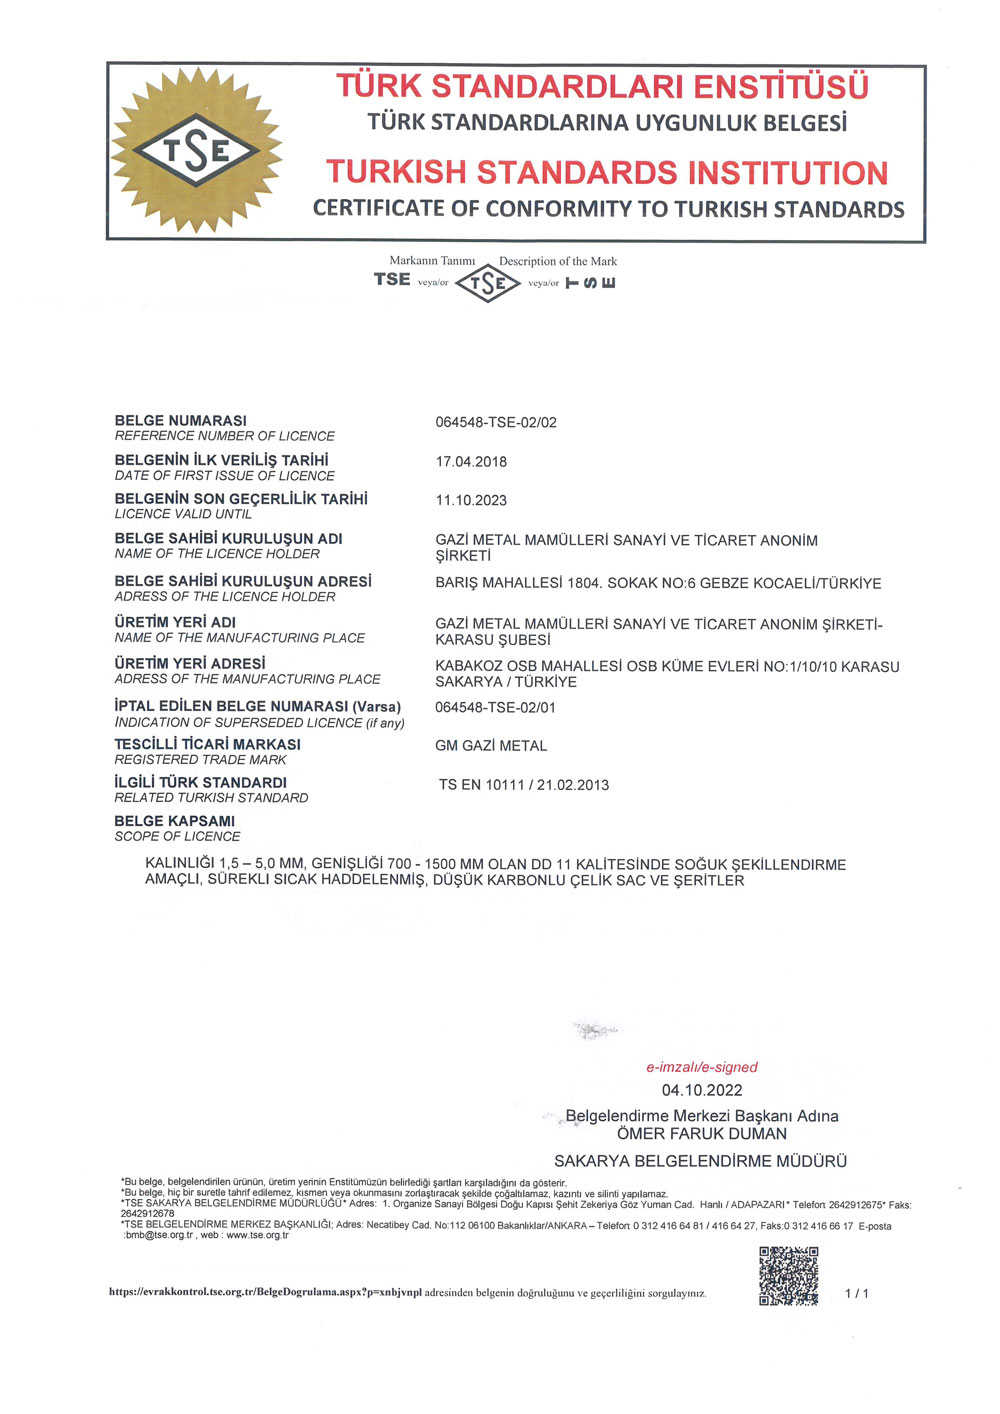 TSE
TÜRK STANDARDLARI ENSTİTÜSÜ
TÜRK STANDARDLARINA UYGUNLUK BELGESİ
TURKISH STANDARDS INSTITUTION
CERTIFICATE OF CONFORMITY TO TURKISH STANDARDS
Markanın Tanımı Description of the Mark
TSE veya/or TSE veya/or TSE
BELGE NUMARASI 064548-TSE-02/02
REFERENCE NUMBER OF LICENCE
BELGENİN İLK VERİLİŞ TARİHİ 17.04.2018
DATE OF FIRST ISSUE OF LICENCE
BELGENİN SON GEÇERLİLİK TARİHİ 11.10.2023
LICENCE VALID UNTIL
BELGE SAHİBİ KURULUŞUN ADI GAZİ METAL MAMÜLLERİ SANAYİ VE TİCARET ANONİM
NAME OF THE LICENCE HOLDER ŞİRKETİ
BELGE SAHİBİ KURULUŞUN ADRESİ BARIŞ MAHALLESİ 1804. SOKAK NO:6 GEBZE KOCAELİ/TÜRKİYE
ADRESS OF THE LICENCE HOLDER
ÜRETİM YERİ ADI GAZİ METAL MAMÜLLERİ SANAYİ VE TİCARET ANONİM ŞİRKETİ-
NAME OF THE MANUFACTURING PLACE KARASU ŞUBESİ
ÜRETİM YERİ ADRESİ KABAKOZ OSB MAHALLESİ OSB KÜME EVLERİ NO:1/10/10 KARASU
ADRESS OF THE MANUFACTURING PLACE SAKARYA / TÜRKİYE
İPTAL EDİLEN BELGE NUMARASI (Varsa) 064548-TSE-02/01
INDICATION OF SUPERSEDED LICENCE (if any)
TESCİLLİ TİCARİ MARKASI GM GAZİ METAL
REGISTERED TRADE MARK
İLGİLİ TÜRK STANDARDI TS EN 10111 / 21.02.2013
RELATED TURKISH STANDARD
BELGE KAPSAMI
SCOPE OF LICENCE
KALINLIĞI 1,5 – 5,0 MM, GENİŞLİĞİ 700 - 1500 MM OLAN DD 11 KALİTESİNDE SOĞUK ŞEKİLLENDİRME
AMAÇLI, SÜREKLİ SICAK HADDELENMİŞ, DÜŞÜK KARBONLU ÇELİK SAC VE ŞERİTLER
e-imzalı/e-signed
04.10.2022
Belgelendirme Merkezi Başkanı Adına
ÖMER FARUK DUMAN
SAKARYA BELGELENDİRME MÜDÜRÜ
*Bu belge, belgelendirilen ürünün, üretim yerinin Enstitümüzün belirlediği şartları karşıladığını da gösterir.
*Bu belge, hiç bir suretle tahrif edilemez, kısmen veya okunmasını zorlaştıracak şekilde çoğaltılamaz, kazıntı ve silinti yapılamaz.
*TSE SAKARYA BELGELENDİRME MÜDÜRLÜĞÜ* Adres: 1. Organize Sanayi Bölgesi Doğu Kapısı Şehit Zekeriya Göz Yuman Cad. Hanlı / ADAPAZARI* Telefon: 2642912675* Faks:
2642912678
*TSE BELGELENDİRME MERKEZ BAŞKANLIĞI; Adres: Necatibey Cad. No:112 06100 Bakanlıklar/ANKARA – Telefon: 0 312 416 64 81 / 416 64 27, Faks:0 312 416 66 17 E-posta
:bmb@tse.org.tr , web : www.tse.org.tr
https://evrakkontrol.tse.org.tr/BelgeDogrulama.aspx?p=xnbjvnpl adresinden belgenin doğruluğunu ve geçerliliğini sorgulayınız.
1 / 1